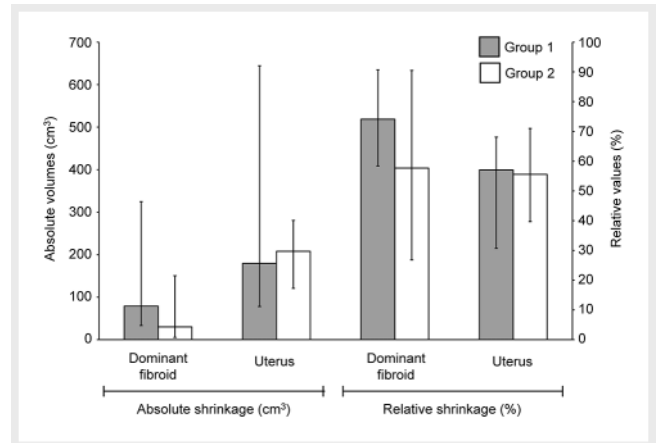 700
600
500
400
300
200
100
0
Absolute volumes (cm³)
Group 1
Group 2
100
90
80
70
60
50
40
30
20
10
0
Relative values (%)
Dominant
fibroid
Uterus
Dominant
fibroid
Uterus
Absolute shrinkage (cm³)
Relative shrinkage (%)